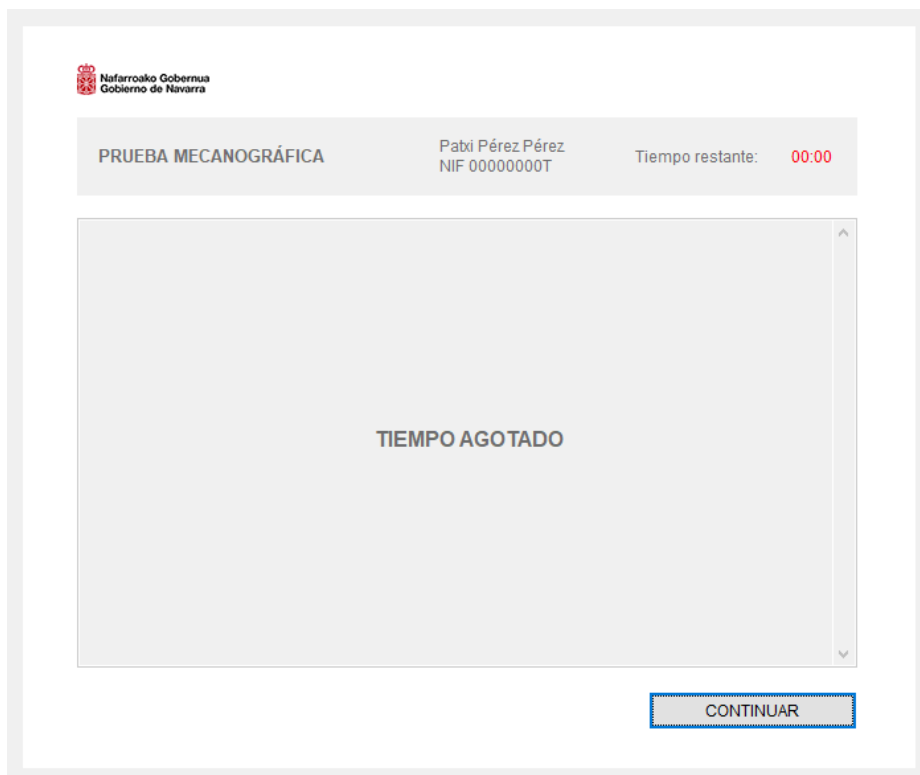 Nafarroako Gobernua
Gobierno de Navarra
PRUEBA MECANOGRÁFICA
Patxi Pérez Pérez
NIF 00000000T
Tiempo restante: 00:00
TIEMPO AGOTADO
CONTINUAR